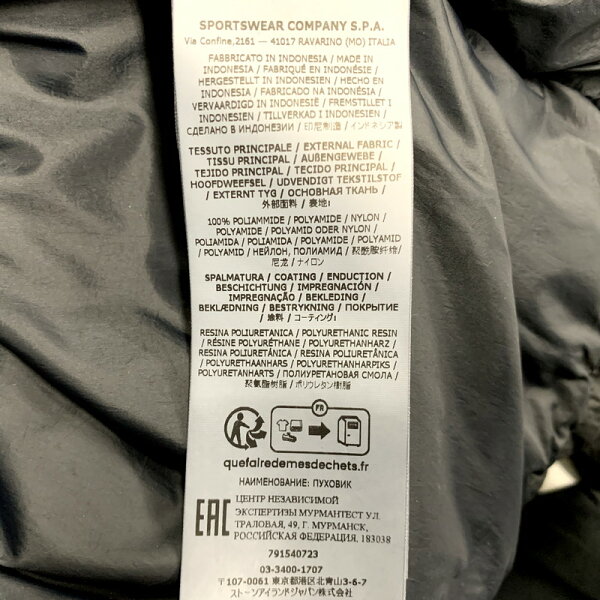 SPORTSWEAR COMPANY S.P.A.
Via Confine,2161 — 41017 RAVARINO (MO) ITALIA
FABBRICATO IN INDONESIA / MADE IN
INDONESIA / FABRIQUÉ EN INDONÉSIE /
HERGESTELLT IN INDONESIEN / HECHO EN
INDONESIA / FABRICADO NA INDONÉSIA /
VERVAARDIGD IN INDONESIË / FREMSTILLET I
INDONESIEN / TILLVERKAD I INDONESIEN /
СДЕЛАНО В ИНДОНЕЗИИ / 印尼制造 / インドネシア製
TESSUTO PRINCIPALE / EXTERNAL FABRIC /
TISSU PRINCIPAL / AUßENGEWEBE /
TEJIDO PRINCIPAL / TECIDO PRINCIPAL /
HOOFDWEEFSEL / UDVENDIGT TEKSTILSTOF
/ EXTERNT TYG / ОСНОВНАЯ ТКАНЬ /
外部面料 / 表地:
100% POLIAMMIDE / POLYAMIDE / NYLON /
POLYAMIDE / POLYAMID ODER NYLON /
POLIAMIDA / POLIAMIDA / POLYAMIDE / POLYAMID
/ POLYAMID / НЕЙЛОН, ПОЛИАМИД / 聚酰胺纤维/
尼龙 / ナイロン
SPALMATURA / COATING / ENDUCTION /
BESCHICHTUNG / IMPREGNACIÓN /
IMPREGNAÇÃO / BEKLEDING /
BEKLÆDNING / BESTRYKNING / ПОКРЫТИЕ
/ 涂料 / コーティング:
RESINA POLIURETANICA / POLYURETHANIC RESIN
/ RÉSINE POLYURÉTHANE / POLYURETHANHARZ /
RESINA POLIURETÂNICA / RESINA POLIURETÂNICA
/ POLYURETHAANHARS / POLYURETHANHARPIKS /
POLYURETANHARTS / ПОЛИУРЕТАНОВАЯ СМОЛА /
聚氨酯树脂 / ポリウレタン樹脂
FR
quefairedemesdechets.fr
НАИМЕНОВАНИЕ: ПУХОВИК
EAC
ЦЕНТР НЕЗАВИСИМОЙ
ЭКСПЕРТИЗЫ МУРМАНТЕСТ УЛ.
ТРАЛОВАЯ, 49, Г. МУРМАНСК,
РОССИЙСКАЯ ФЕДЕРАЦИЯ, 183038
791540723
03-3400-1707
〒107-0061 東京都港区北青山3-6-7
ストーンアイランドジャパン株式会社